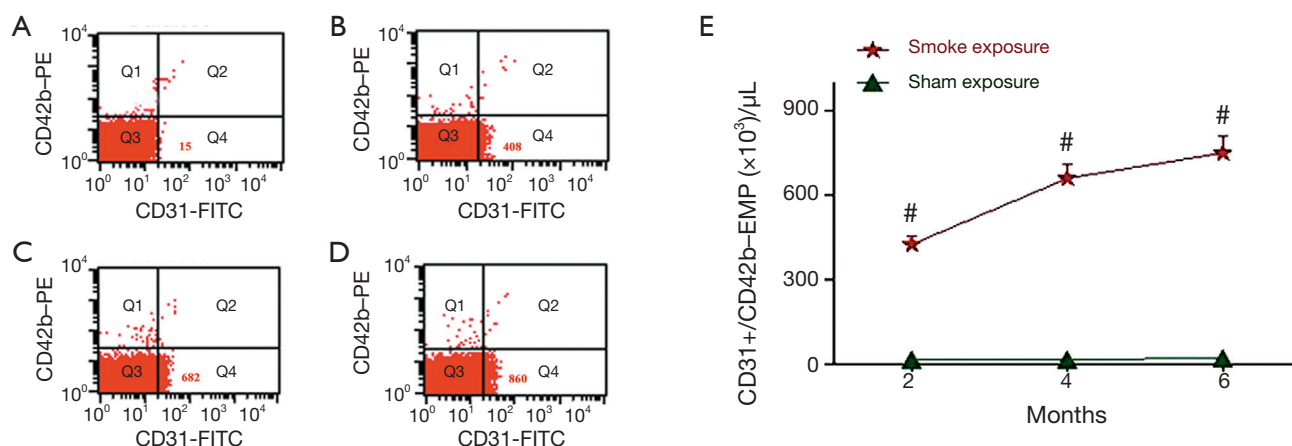 A
CD42b–PE
10⁴
10⁰
Q1
Q2
Q3
15
Q4
10⁰ 10¹ 10² 10³ 10⁴
CD31-FITC
B
CD42b–PE
10⁴
10⁰
Q1
Q2
Q3
408
Q4
10⁰ 10¹ 10² 10³ 10⁴
CD31-FITC
C
CD42b–PE
10⁴
10⁰
Q1
Q2
Q3
682
Q4
10⁰ 10¹ 10² 10³ 10⁴
CD31-FITC
D
CD42b–PE
10⁴
10⁰
Q1
Q2
Q3
860
Q4
10⁰ 10¹ 10² 10³ 10⁴
CD31-FITC
E
Smoke exposure
Sham exposure
CD31+/CD42b–EMP (×10³)/μL
900
600
300
0
# # #
2 4 6
Months